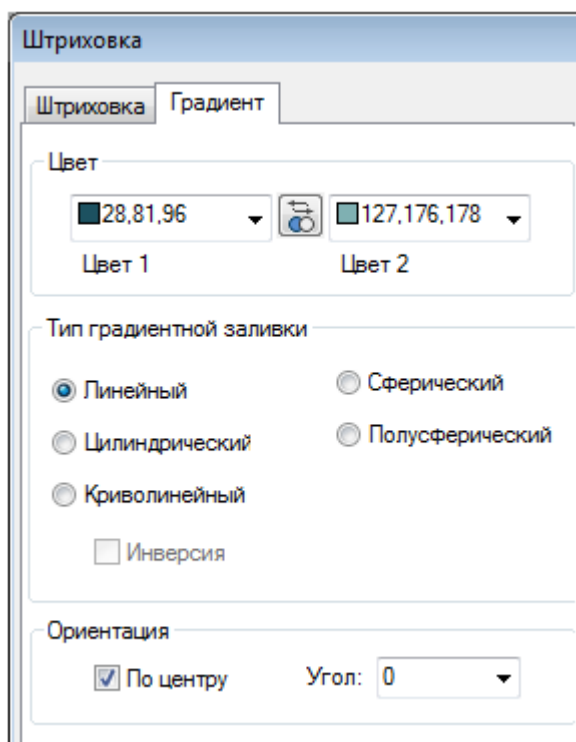 Штриховка
Штриховка Градиент
Цвет
28,81,96 127,176,178
Цвет 1 Цвет 2
Тип градиентной заливки
Линейный Сферический
Цилиндрический Полусферический
Криволинейный
Инверсия
Ориентация
По центру Угол: 0